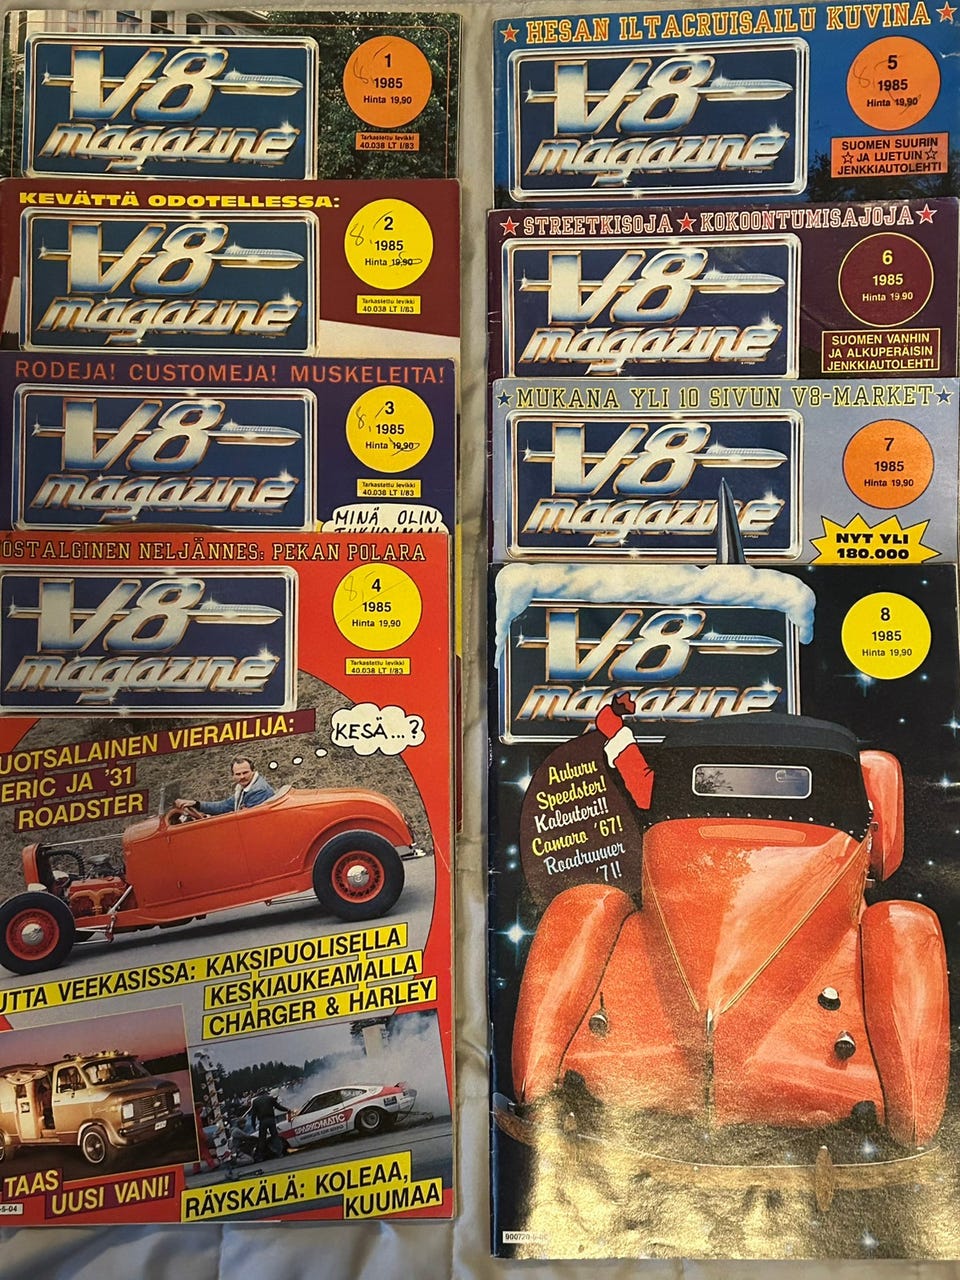 V8
magazine
1
1985
Hinta 19,90
Tarkastettu levikki
40.038 LT I/83
KEVÄTTÄ ODOTELLESSA:
V8
magazine
8,-
2
1985
Hinta 19,90
Tarkastettu levikki
40.038 LT I/83
RODEJA! CUSTOMEJA! MUSKELEITA!
V8
magazine
8,-
3
1985
Hinta 19,90
Tarkastettu levikki
40.038 LT I/83
MINÄ OLIN
OSTALGINEN NELJÄNNES: PEKAN POLARA
V8
magazine
4
1985
Hinta 19,90
Tarkastettu levikki
40.038 LT I/83
UOTSALAINEN VIERAILIJA:
ERIC JA '31
ROADSTER
KESÄ...?
UTTA VEEKASISSA: KAKSIPUOLISELLA
KESKIAUKEAMALLA
CHARGER & HARLEY
SPARKOMATIC
TAAS
UUSI VANI!
-5-04
RÄYSKÄLÄ: KOLEAA,
KUUMAA
HESAN ILTACRUISAILU KUVINA
V8
magazine
5
1985
Hinta 19,90
SUOMEN SUURIN
JA LUETUIN
JENKKIAUTOLEHTI
STREETKISOJA KOKOONTUMISAJOJA
V8
magazine
6
1985
Hinta 19.90
SUOMEN VANHIN
JA ALKUPERÄISIN
JENKKIAUTOLEHTI
MUKANA YLI 10 SIVUN V8-MARKET
V8
magazine
7
1985
Hinta 19,90
NYT YLI
180.000
V8
magazine
8
1985
Hinta 19,90
Auburn
Speedster!
Kalenteri!!
Camaro '67!
Roadrunner
'71!